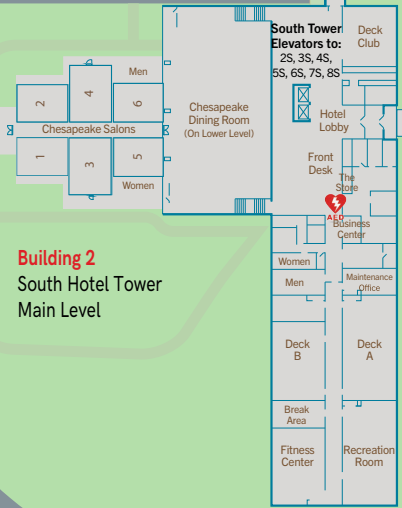 South Tower
Elevators to:
2S, 3S, 4S,
5S, 6S, 7S, 8S
Deck
Club
Men
2
4
6
Chesapeake Salons
1
3
5
Women
Chesapeake
Dining Room
(On Lower Level)
Hotel
Lobby
Front
Desk
The
Store
AED
Business
Center
Building 2
South Hotel Tower
Main Level
Women
Men
Maintenance
Office
Deck
B
Deck
A
Break
Area
Fitness
Center
Recreation
Room